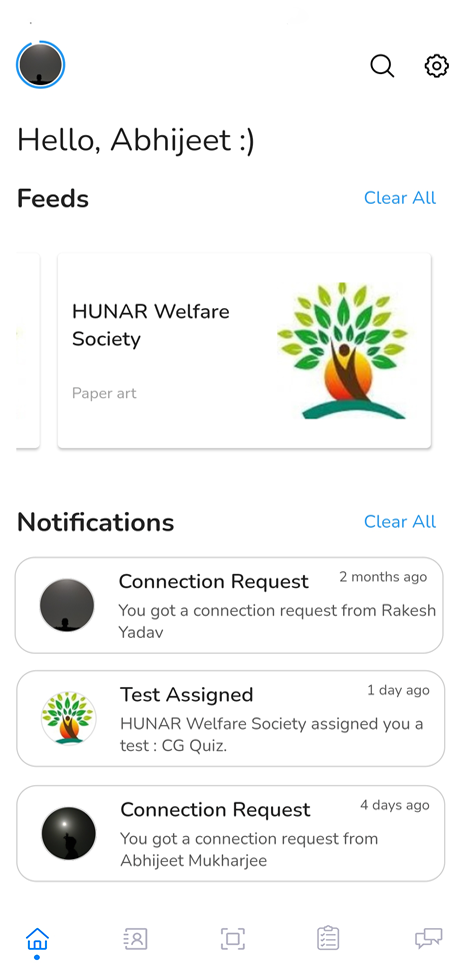 Hello, Abhijeet :)
Feeds
Clear All
HUNAR Welfare
Society
Paper art
Notifications
Clear All
Connection Request
2 months ago
You got a connection request from Rakesh
Yadav
Test Assigned
1 day ago
HUNAR Welfare Society assigned you a
test : CG Quiz.
Connection Request
4 days ago
You got a connection request from
Abhijeet Mukharjee